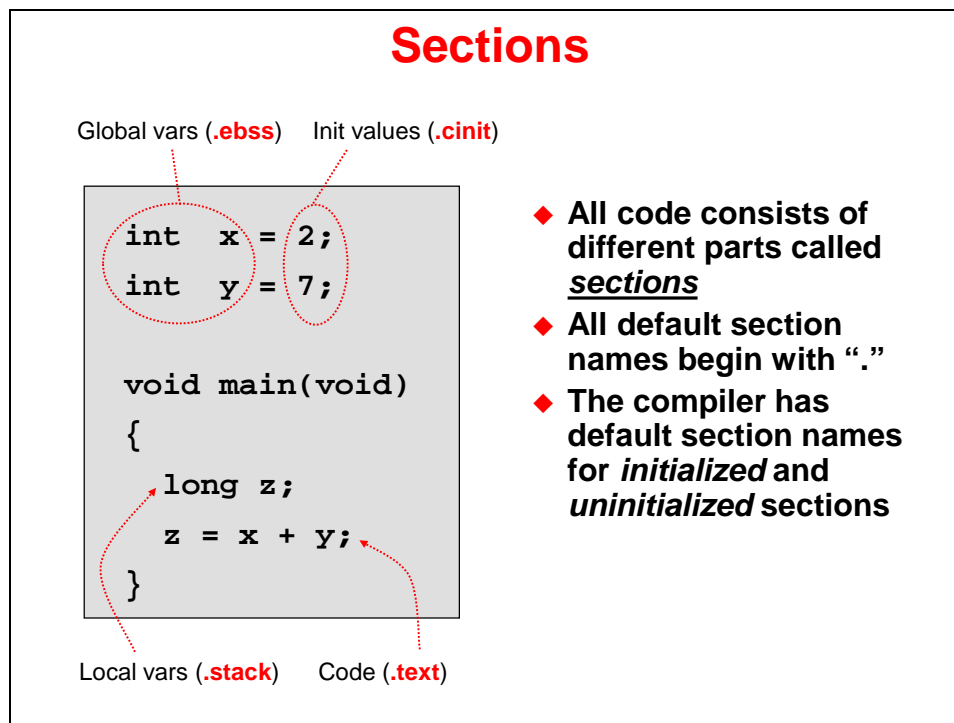 Sections
Global vars (.ebss) Init values (.cinit)
int x = 2;
int y = 7;
void main(void)
{
long z;
z = x + y;
}
Local vars (.stack) Code (.text)
◆ All code consists of
different parts called
sections
◆ All default section
names begin with “.”
◆ The compiler has
default section names
for initialized and
uninitialized sections